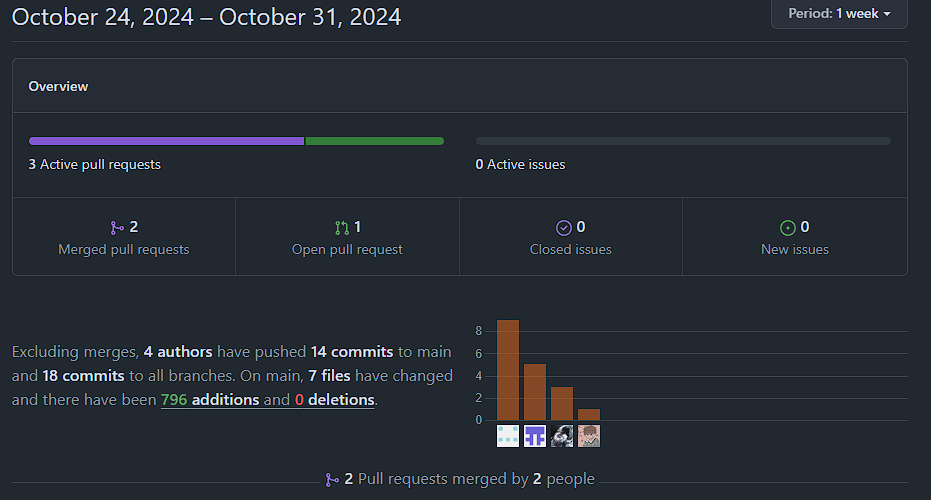 October 24, 2024 – October 31, 2024
Period: 1 week
Overview
3 Active pull requests
0 Active issues
2
Merged pull requests
1
Open pull request
0
Closed issues
0
New issues
Excluding merges, 4 authors have pushed 14 commits to main
and 18 commits to all branches. On main, 7 files have changed
and there have been 796 additions and 0 deletions.
8
6
4
2
0
2 Pull requests merged by 2 people